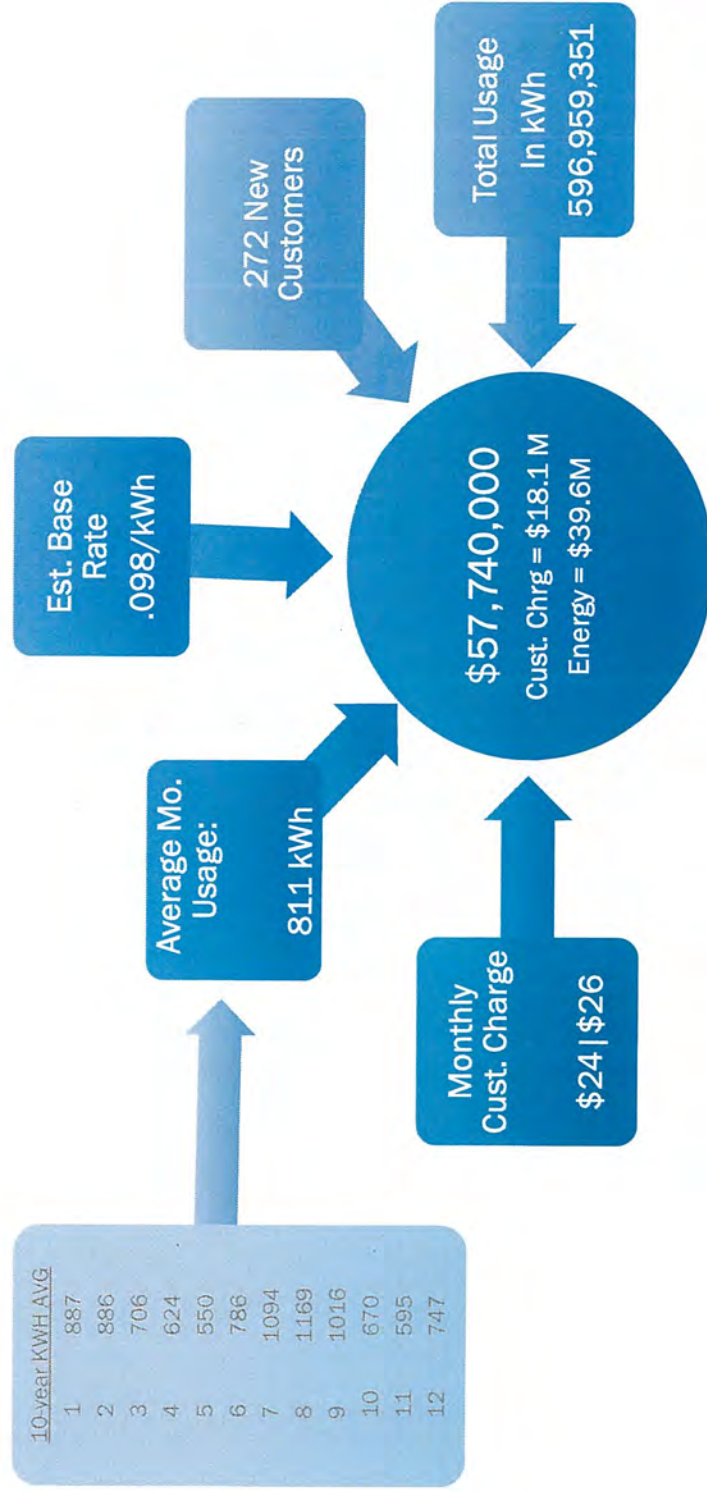 10-year KWH AVG
1 887
2 886
3 706
4 624
5 550
6 786
7 1094
8 1169
9 1016
10 670
11 595
12 747
Average Mo.
Usage:
811 kWh
Est. Base
Rate
.098/kWh
272 New
Customers
Monthly
Cust. Charge
$24|$26
$57,740,000
Cust. Chrg = $18.1 M
Energy = $39.6M
Total Usage
In kWh
596,959,351